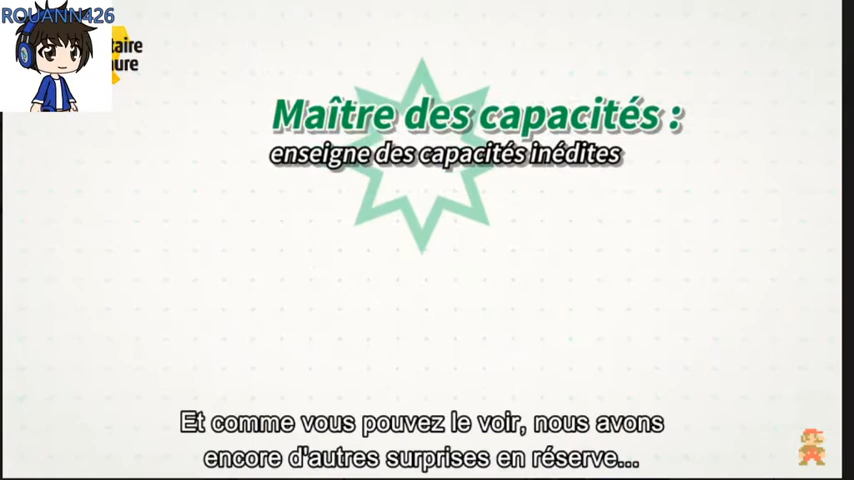 ROUANN426
Maître des capacités :
enseigne des capacités inédites
Et comme vous pouvez le voir, nous avons
encore d'autres surprises en réserve...